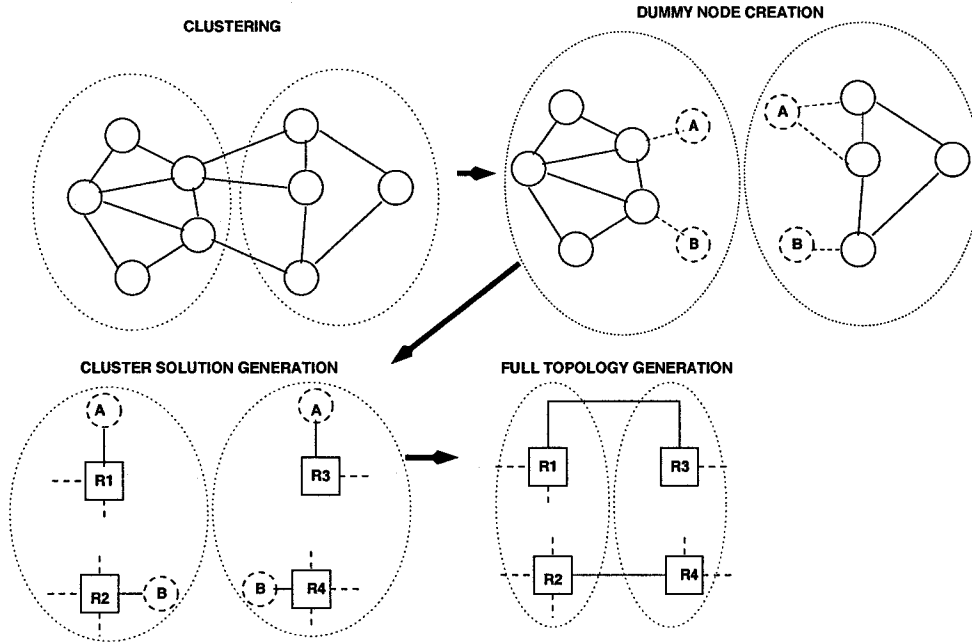 CLUSTERING
DUMMY NODE CREATION
A
B
A
B
CLUSTER SOLUTION GENERATION
FULL TOPOLOGY GENERATION
A
R1
R2
B
A
R3
B
R4
R1
R3
R2
R4